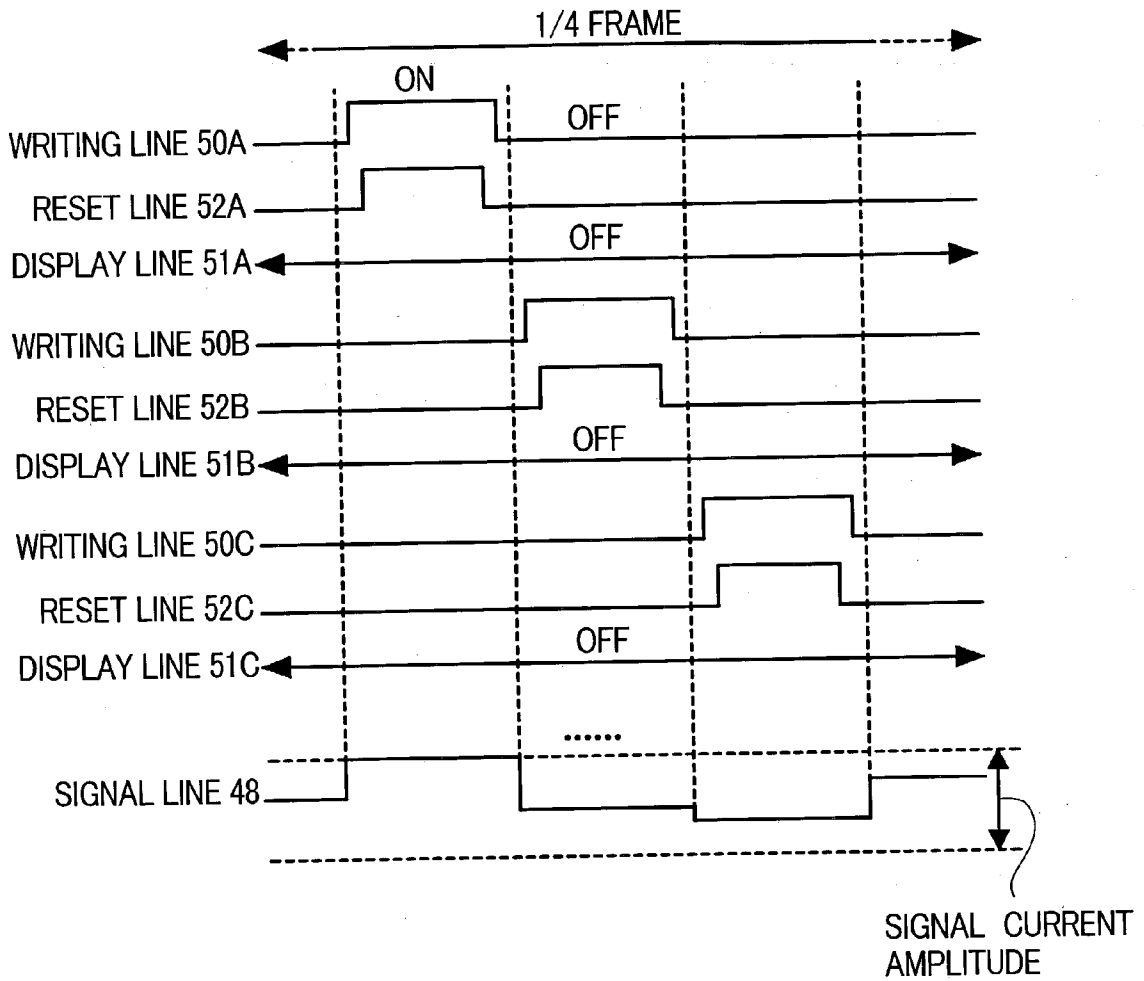 1/4 FRAME
ON
WRITING LINE 50A
OFF
RESET LINE 52A
OFF
DISPLAY LINE 51A
WRITING LINE 50B
RESET LINE 52B
OFF
DISPLAY LINE 51B
WRITING LINE 50C
RESET LINE 52C
OFF
DISPLAY LINE 51C
......
SIGNAL LINE 48
SIGNAL CURRENT
AMPLITUDE